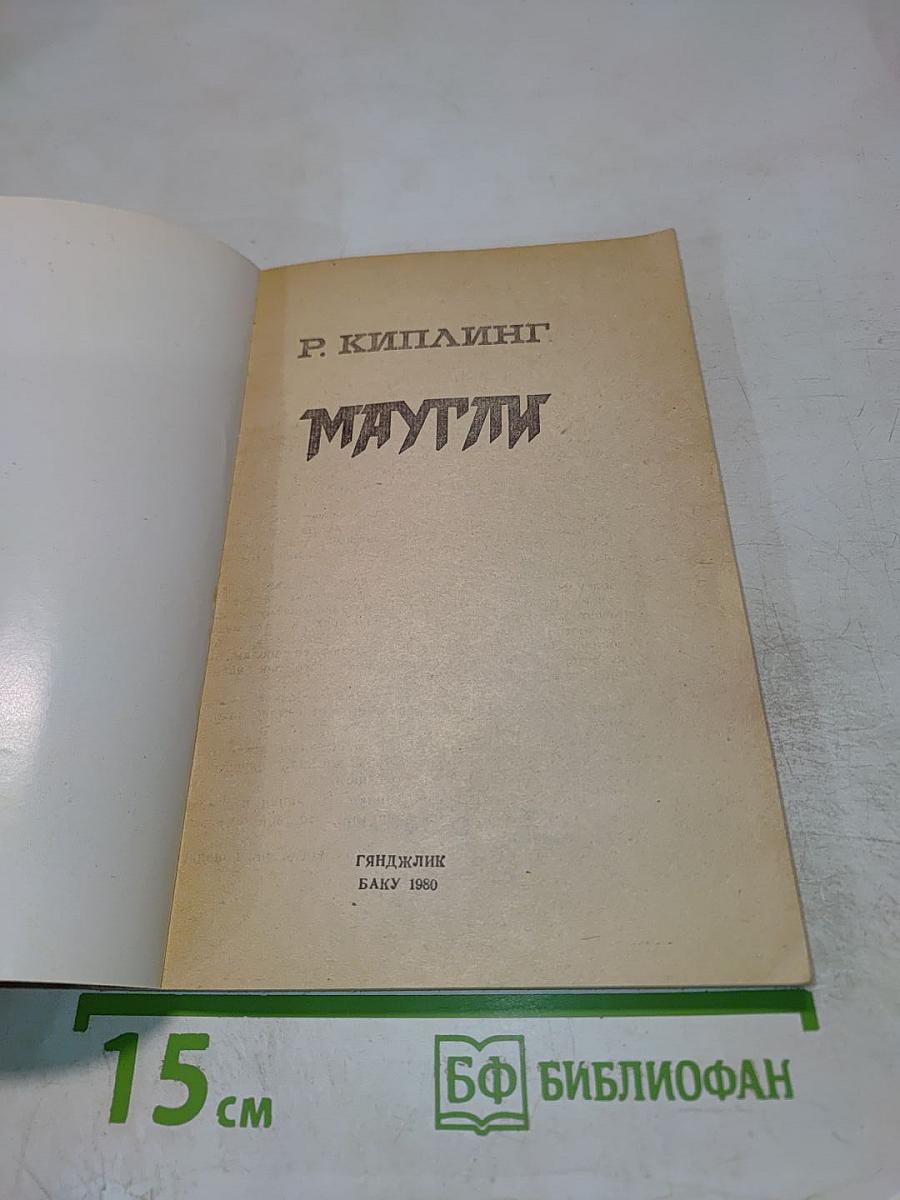 Р. КИПЛИНГ
МАУГЛИ
ГЯНДЖЛИК
БАКУ 1980
15 см
БФ БИБЛИОФАН